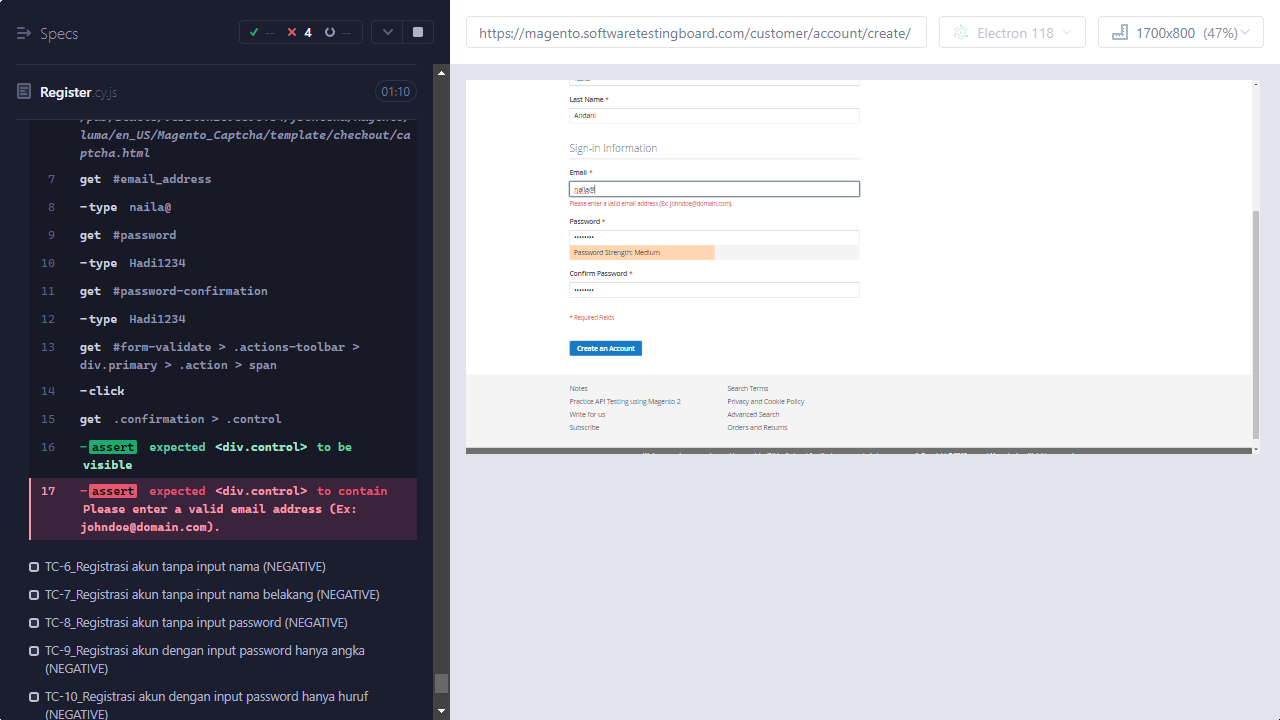 Specs
-- 4 --
Register.cy.js 01:10
luma/en_US/Magento_Captcha/template/checkout/ca
ptcha.html
7 get #email_address
8 -type naila@
9 get #password
10 -type Hadi1234
11 get #password-confirmation
12 -type Hadi1234
13 get #form-validate > .actions-toolbar >
div.primary > .action > span
14 -click
15 get .confirmation > .control
16 -assert expected <div.control> to be
visible
17 -assert expected <div.control> to contain
Please enter a valid email address (Ex:
johndoe@domain.com).
TC-6_Registrasi akun tanpa input nama (NEGATIVE)
TC-7_Registrasi akun tanpa input nama belakang (NEGATIVE)
TC-8_Registrasi akun tanpa input password (NEGATIVE)
TC-9_Registrasi akun dengan input password hanya angka
(NEGATIVE)
TC-10_Registrasi akun dengan input password hanya huruf
(NEGATIVE)
https://magento.softwaretestingboard.com/customer/account/create/
Electron 118
1700x800 (47%)
Last Name *
Andaril
Sign-in Information
Email *
naila@
Please enter a valid email address (Ex: johndoe@domain.com).
Password *
••••••••
Password Strength: Medium
Confirm Password *
••••••••
* Required Fields
Create an Account
Notes
Practice API Testing using Magento 2
Write for us
Subscribe
Search Terms
Privacy and Cookie Policy
Advanced Search
Orders and Returns